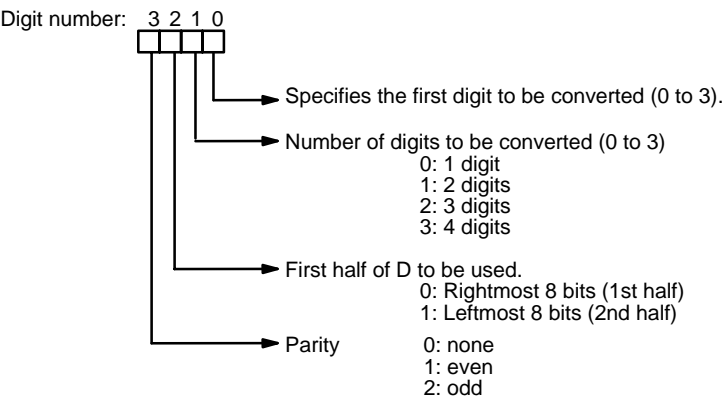 Digit number: 3 2 1 0
Specifies the first digit to be converted (0 to 3).
Number of digits to be converted (0 to 3)
0: 1 digit
1: 2 digits
2: 3 digits
3: 4 digits
First half of D to be used.
0: Rightmost 8 bits (1st half)
1: Leftmost 8 bits (2nd half)
Parity 0: none
1: even
2: odd